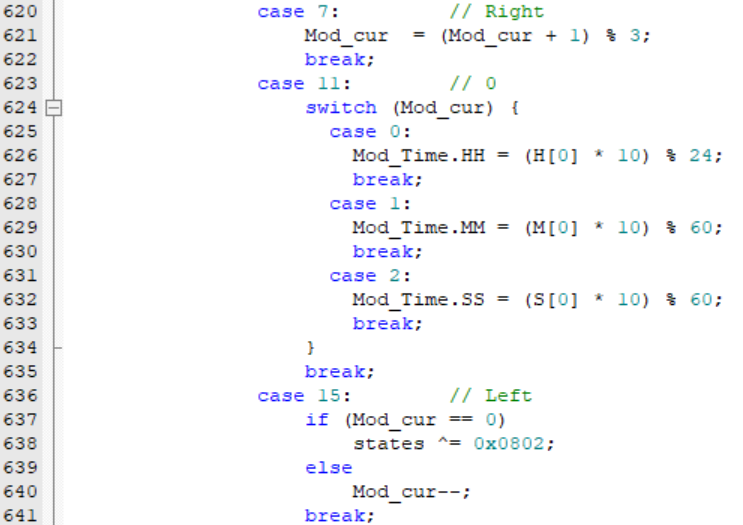 620 case 7: // Right
621 Mod_cur = (Mod_cur + 1) % 3;
622 break;
623 case 11: // 0
624 switch (Mod_cur) {
625 case 0:
626 Mod_Time.HH = (H[0] * 10) % 24;
627 break;
628 case 1:
629 Mod_Time.MM = (M[0] * 10) % 60;
630 break;
631 case 2:
632 Mod_Time.SS = (S[0] * 10) % 60;
633 break;
634 }
635 break;
636 case 15: // Left
637 if (Mod_cur == 0)
638 states ^= 0x0802;
639 else
640 Mod_cur--;
641 break;